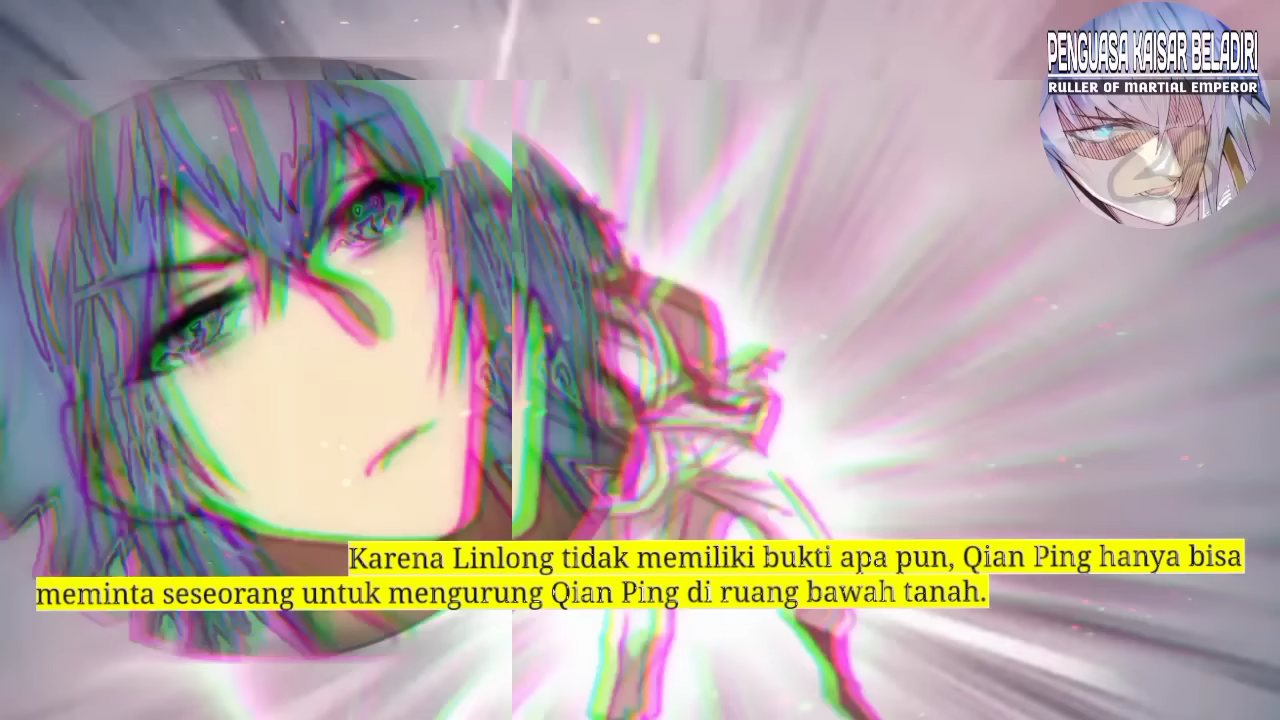 PENGUASA KAISAR BELADIRI
RULLER OF MARTIAL EMPEROR
Karena Linlong tidak memiliki bukti apa pun, Qian Ping hanya bisa
meminta seseorang untuk mengurung Qian Ping di ruang bawah tanah.